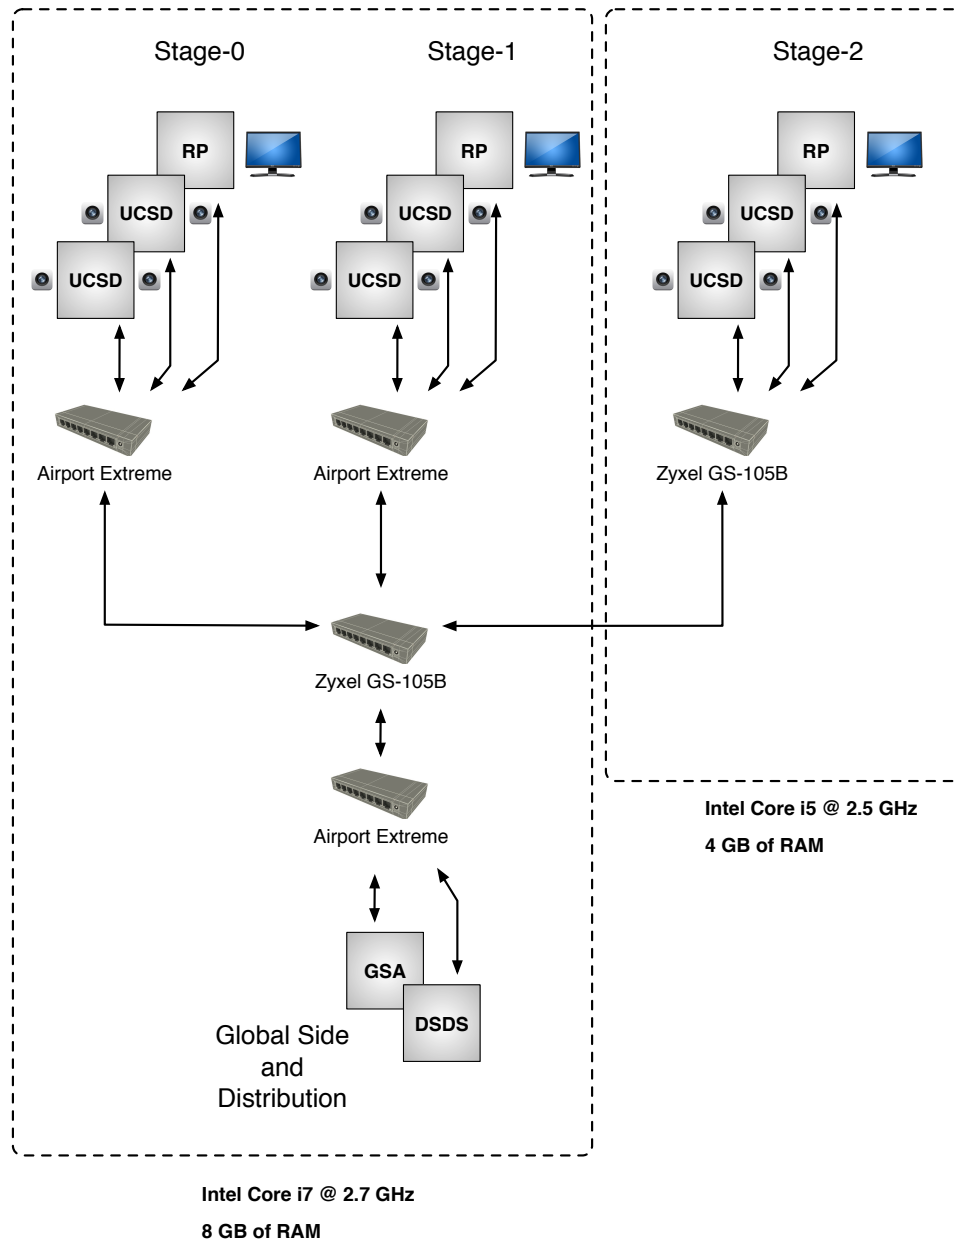 Stage-0
Stage-1
Stage-2
RP
RP
RP
UCSD
UCSD
UCSD
UCSD
UCSD
UCSD
Airport Extreme
Airport Extreme
Zyxel GS-105B
Zyxel GS-105B
Airport Extreme
Intel Core i5 @ 2.5 GHz
4 GB of RAM
GSA
DSDS
Global Side
and
Distribution
Intel Core i7 @ 2.7 GHz
8 GB of RAM